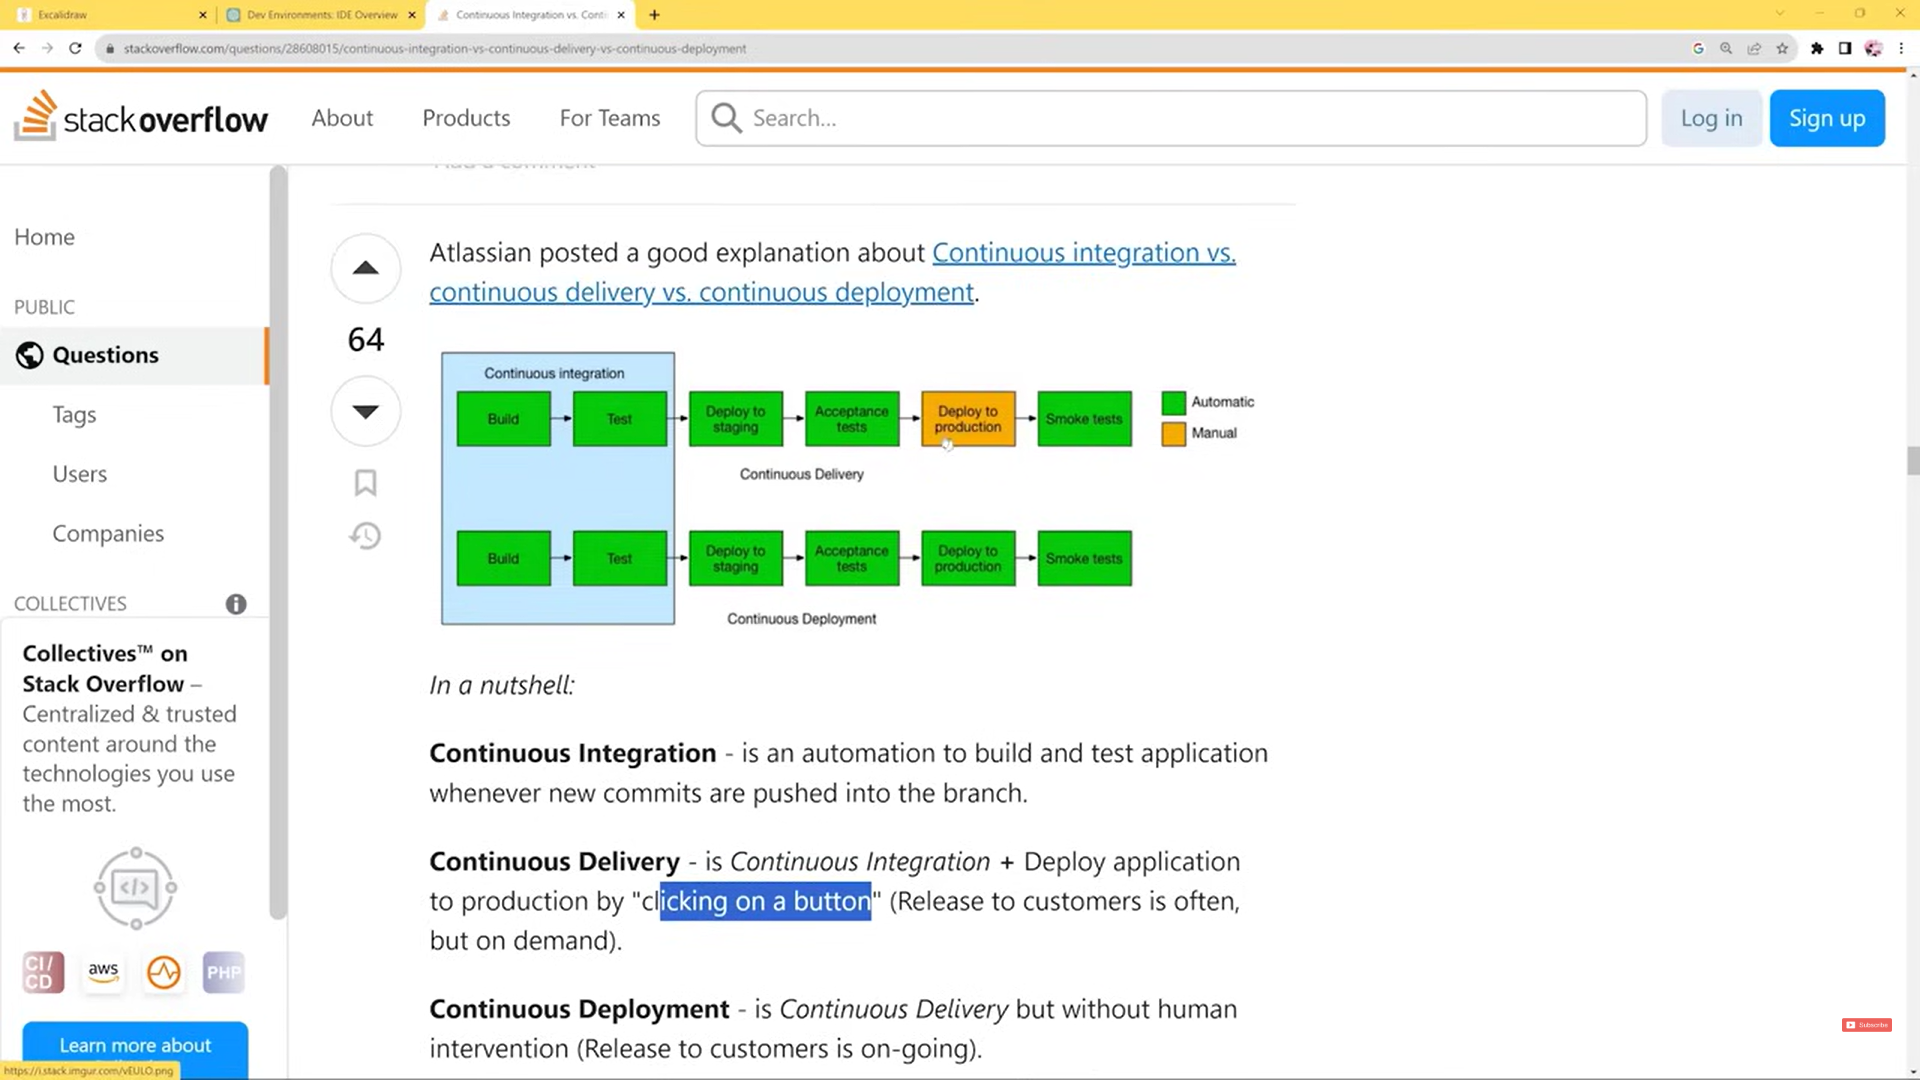 Excalidraw
Dev Environments: IDE Overview
Continuous Integration vs. Conti
stackoverflow.com/questions/28608015/continuous-integration-vs-continuous-delivery-vs-continuous-deployment
stackoverflow
About
Products
For Teams
Search...
Log in
Sign up
Add a comment
Home
PUBLIC
Questions
Tags
Users
Companies
COLLECTIVES
Collectives™ on
Stack Overflow –
Centralized & trusted
content around the
technologies you use
the most.
CI/
CD
aws
PHP
Learn more about
https://i.stack.imgur.com/vEULO.png
64
Atlassian posted a good explanation about Continuous integration vs.
continuous delivery vs. continuous deployment.
Continuous integration
Build
Test
Deploy to
staging
Acceptance
tests
Deploy to
production
Smoke tests
Automatic
Manual
Continuous Delivery
Build
Test
Deploy to
staging
Acceptance
tests
Deploy to
production
Smoke tests
Continuous Deployment
In a nutshell:
Continuous Integration - is an automation to build and test application
whenever new commits are pushed into the branch.
Continuous Delivery - is Continuous Integration + Deploy application
to production by "clicking on a button" (Release to customers is often,
but on demand).
Continuous Deployment - is Continuous Delivery but without human
intervention (Release to customers is on-going).
Subscribe